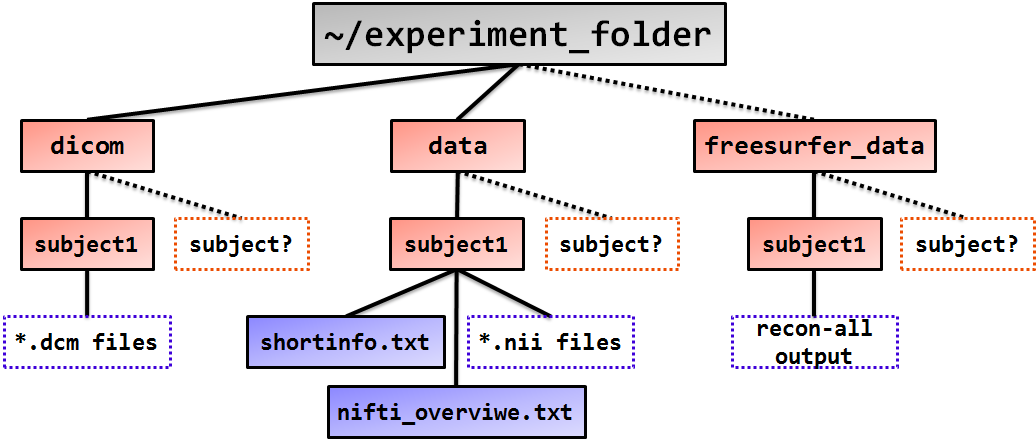 ~/experiment_folder
dicom
data
freesurfer_data
subject1
subject?
subject1
subject?
subject1
subject?
*.dcm files
shortinfo.txt
*.nii files
recon-all
output
nifti_overviwe.txt